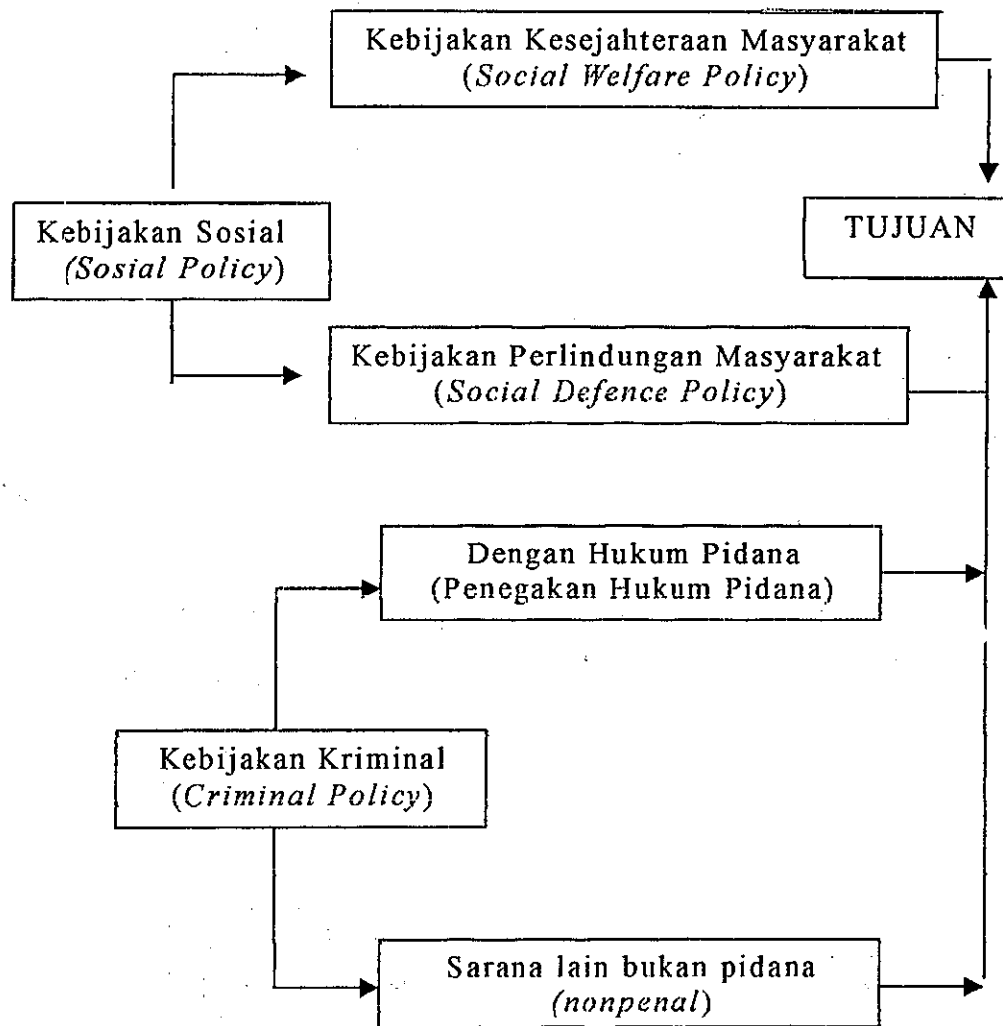 Kebijakan Kesejahteraan Masyarakat
(Social Welfare Policy)
Kebijakan Sosial
(Sosial Policy)
TUJUAN
Kebijakan Perlindungan Masyarakat
(Social Defence Policy)
Dengan Hukum Pidana
(Penegakan Hukum Pidana)
Kebijakan Kriminal
(Criminal Policy)
Sarana lain bukan pidana
(nonpenal)